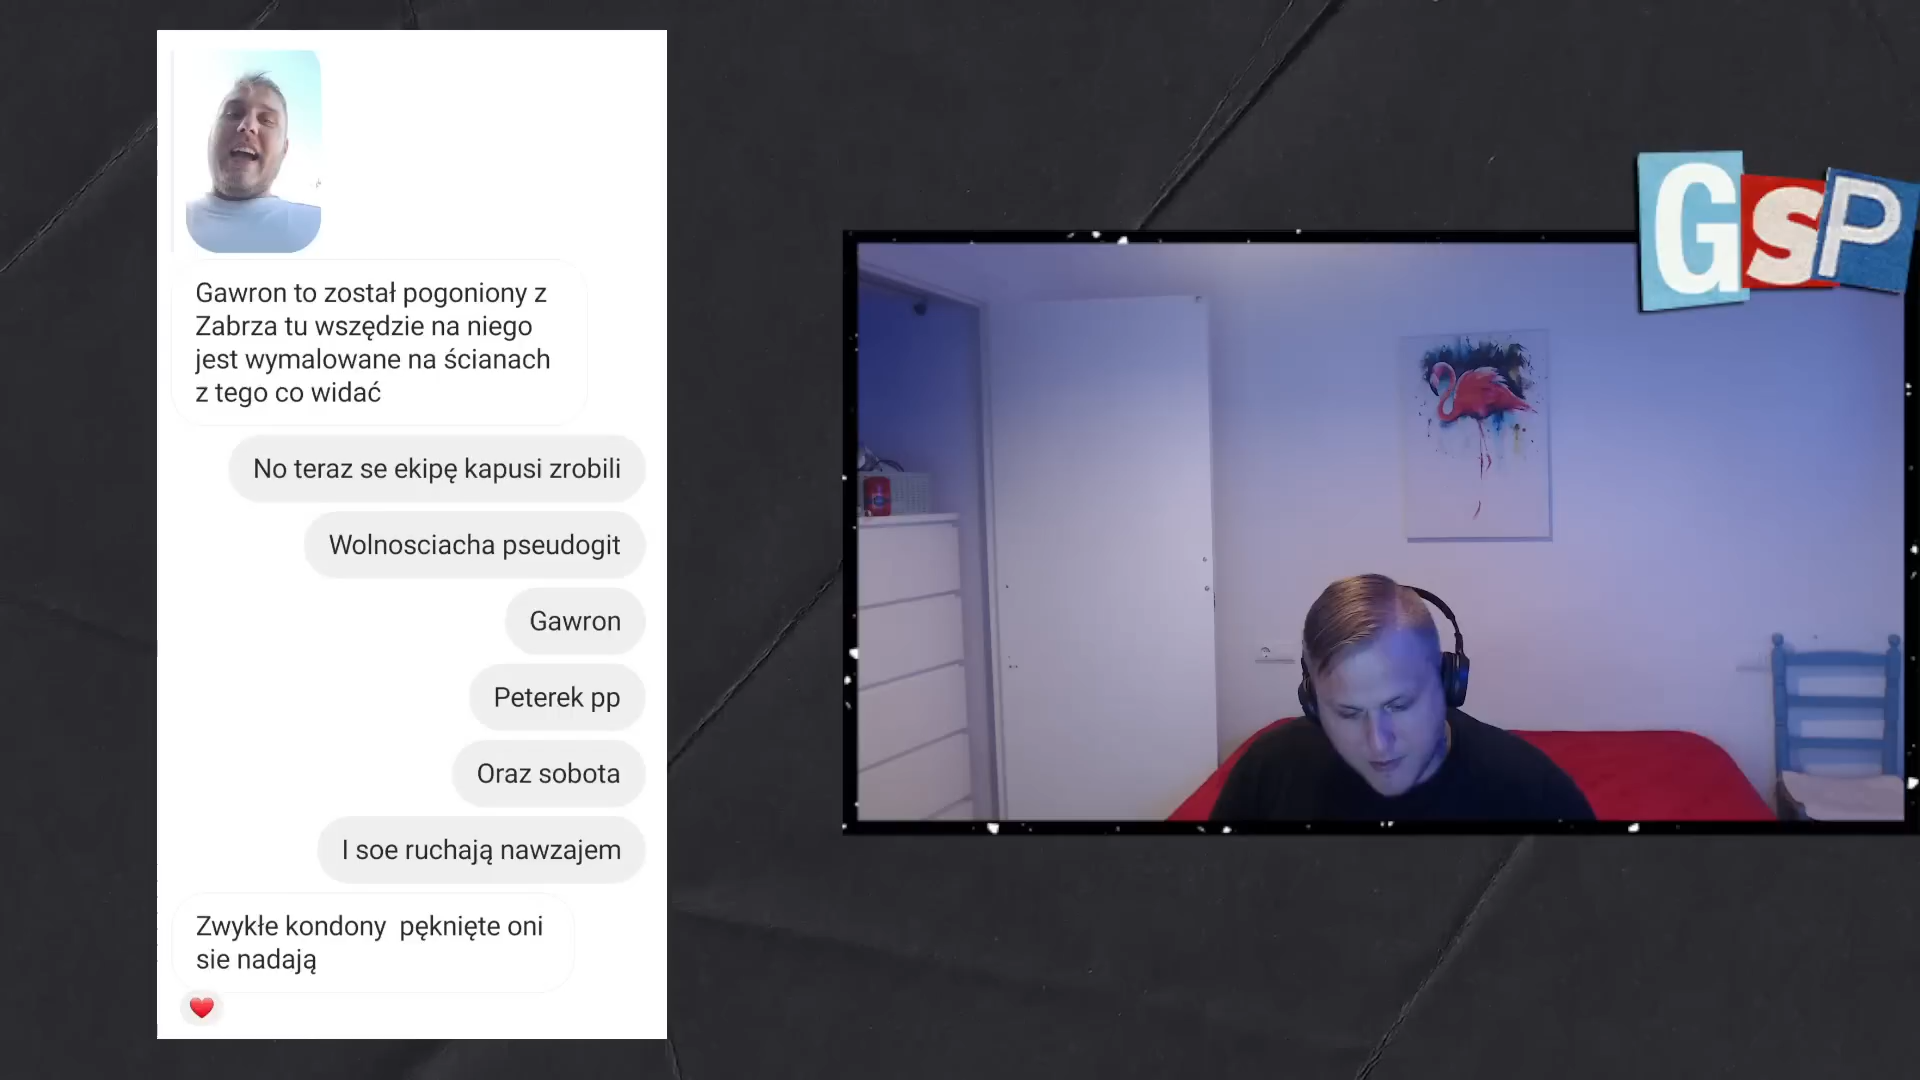 Gawron to został pogoniony z
Zabrza tu wszędzie na niego
jest wymalowane na ścianach
z tego co widać
No teraz se ekipę kapusi zrobili
Wolnosciacha pseudogit
Gawron
Peterek pp
Oraz sobota
I soe ruchają nawzajem
Zwykłe kondony  pęknięte oni
sie nadają
GSP